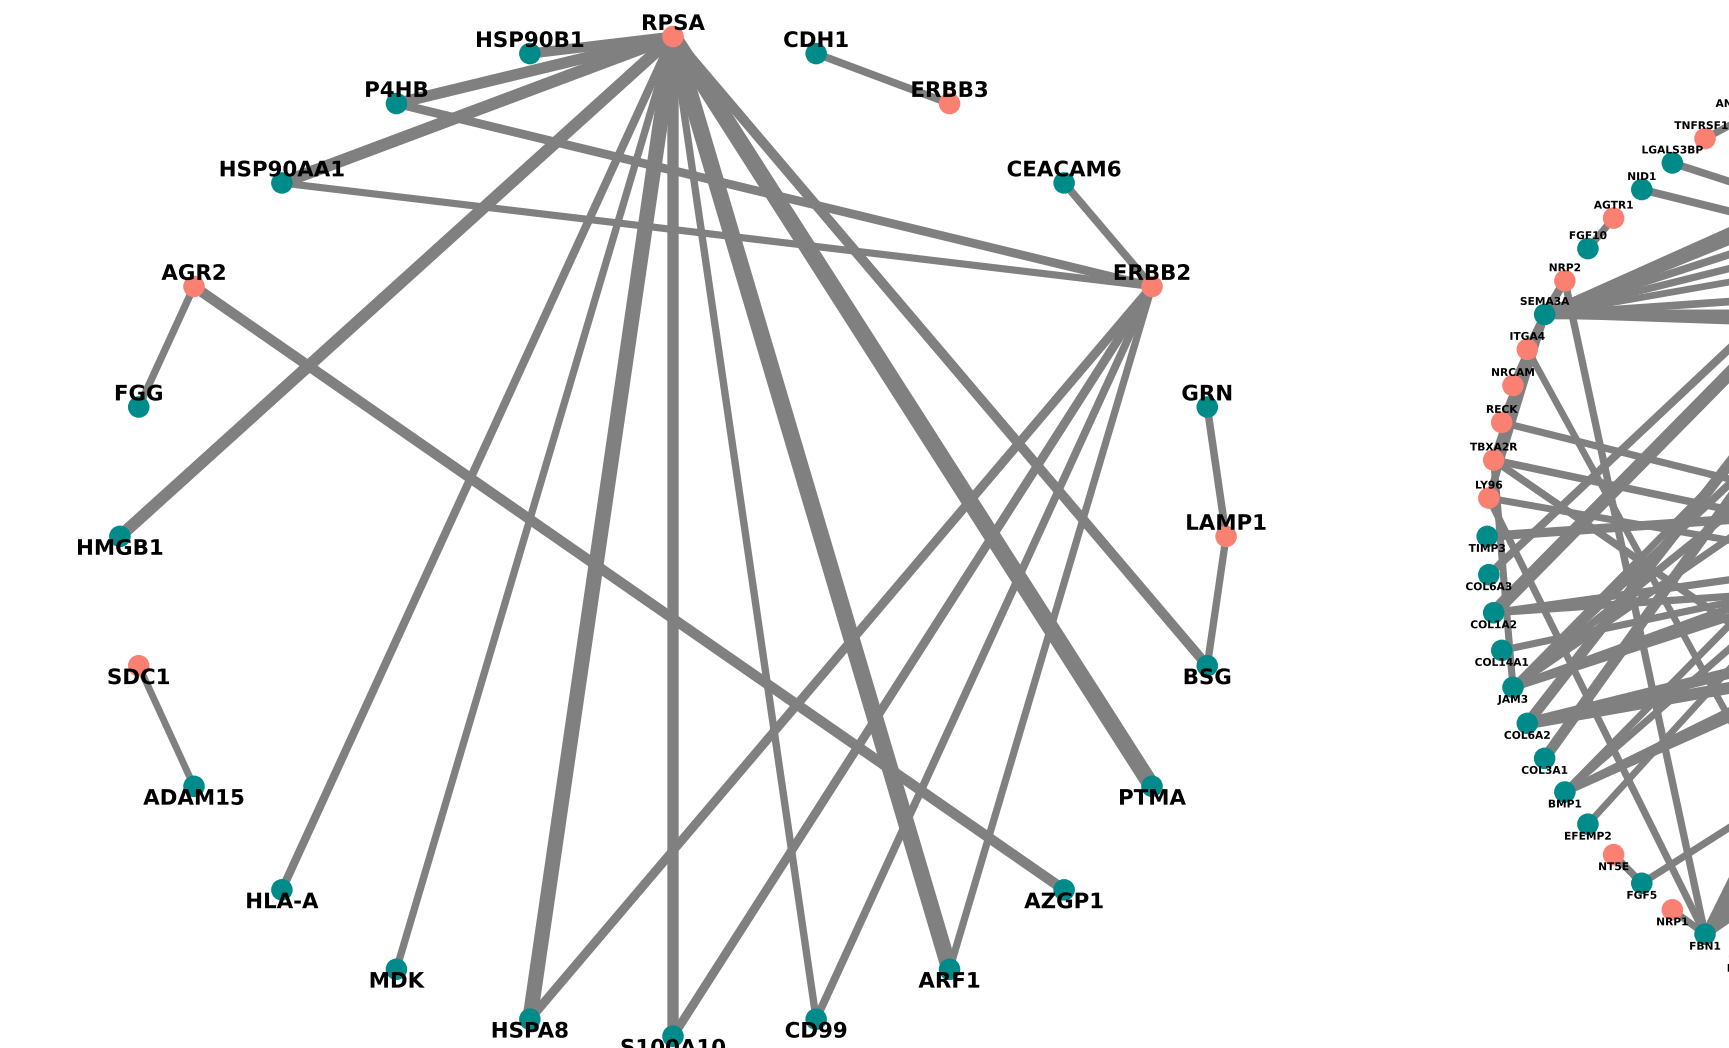 RPSA
HSP90B1
CDH1
P4HB
ERBB3
HSP90AA1
CEACAM6
AGR2
ERBB2
FGG
GRN
LAMP1
HMGB1
SDC1
BSG
ADAM15
PTMA
HLA-A
AZGP1
MDK
ARF1
HSPA8
CD99
S100A10
TNFRSF1
LGALS3BP
NID1
AGTR1
FGF10
NRP2
SEMA3A
ITGA4
NRCAM
RECK
TBXA2R
LY96
TIMP3
COL6A3
COL1A2
COL14A1
JAM3
COL6A2
COL3A1
BMP1
EFEMP2
NT5E
FGF5
NRP1
FBN1